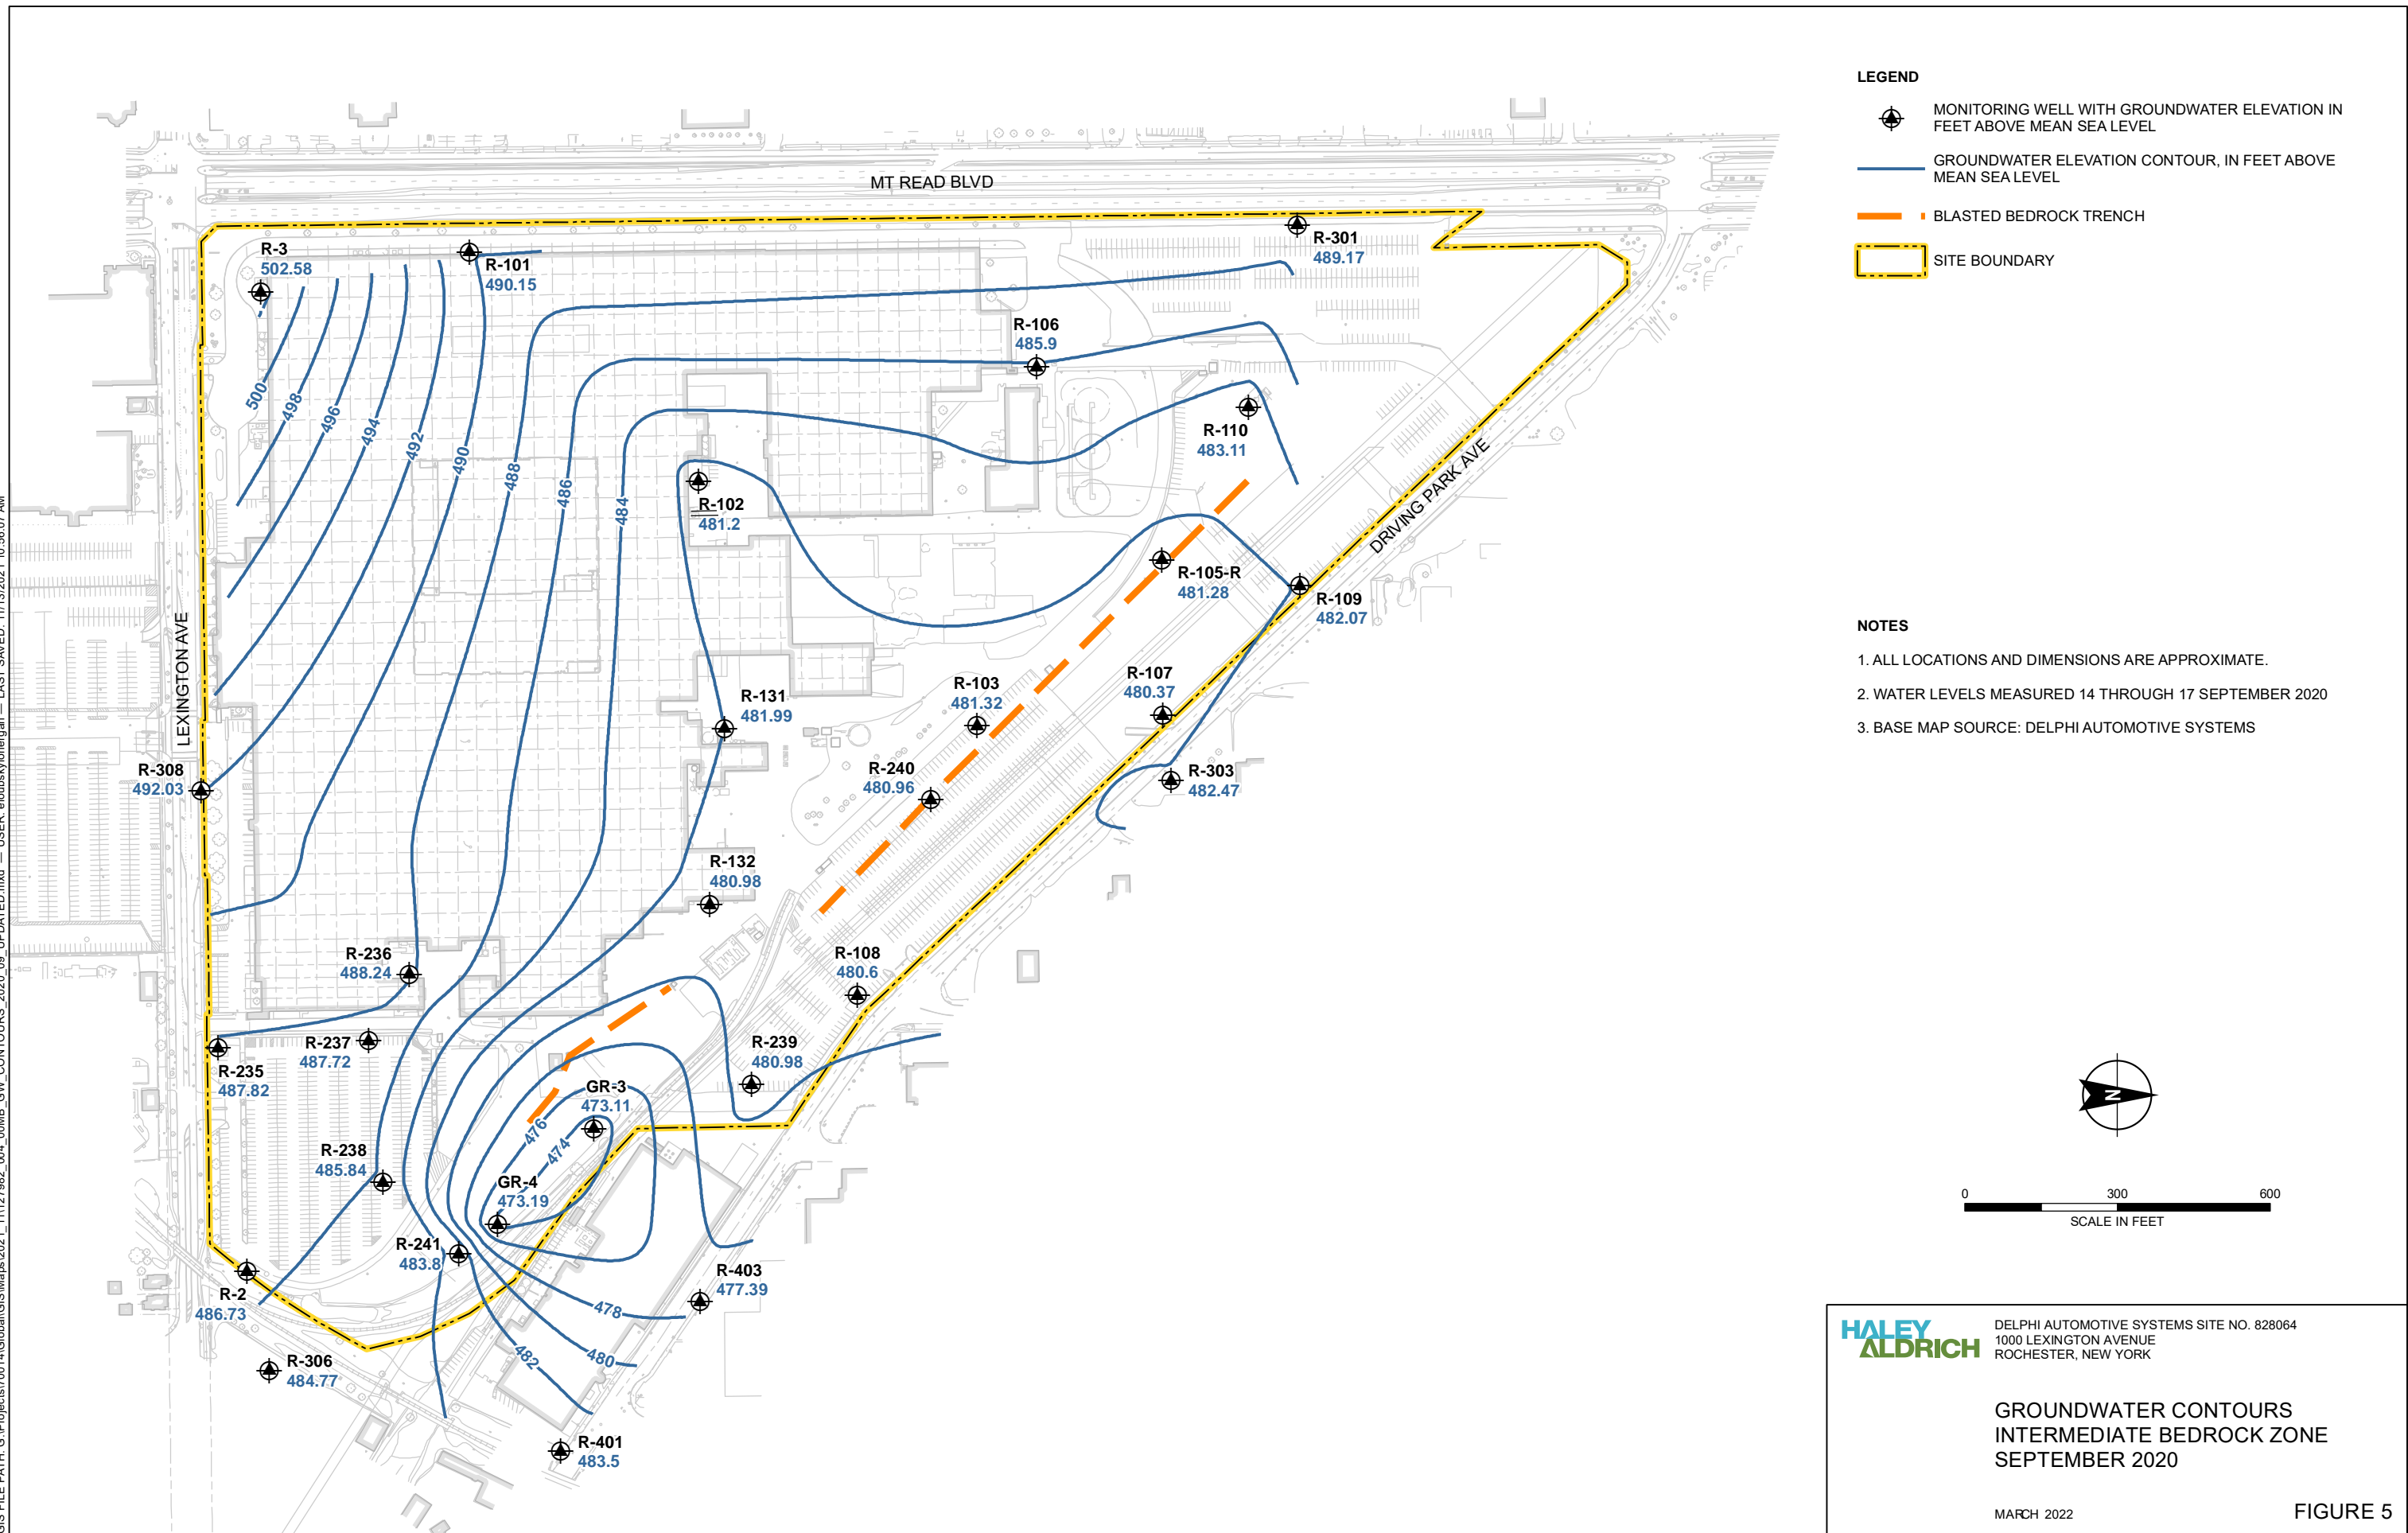 MT READ BLVD
R-3
502.58
R-101
490.15
R-301
489.17
R-106
485.9
R-110
483.11
R-102
481.2
R-105-R
481.28
R-109
482.07
DRIVING PARK AVE
LEXINGTON AVE
500
498
496
494
492
490
488
486
484
R-131
481.99
R-103
481.32
R-107
480.37
R-308
492.03
R-240
480.96
R-303
482.47
R-132
480.98
R-236
488.24
R-108
480.6
R-237
487.72
R-235
487.82
R-239
480.98
GR-3
473.11
476
474
R-238
485.84
GR-4
473.19
R-241
483.8
R-2
486.73
R-403
477.39
478
480
482
R-306
484.77
R-401
483.5
LEGEND
MONITORING WELL WITH GROUNDWATER ELEVATION IN
FEET ABOVE MEAN SEA LEVEL
GROUNDWATER ELEVATION CONTOUR, IN FEET ABOVE
MEAN SEA LEVEL
BLASTED BEDROCK TRENCH
SITE BOUNDARY
NOTES
1. ALL LOCATIONS AND DIMENSIONS ARE APPROXIMATE.
2. WATER LEVELS MEASURED 14 THROUGH 17 SEPTEMBER 2020
3. BASE MAP SOURCE: DELPHI AUTOMOTIVE SYSTEMS
N
0 300 600
SCALE IN FEET
HALEY
ALDRICH
DELPHI AUTOMOTIVE SYSTEMS SITE NO. 828064
1000 LEXINGTON AVENUE
ROCHESTER, NEW YORK
GROUNDWATER CONTOURS
INTERMEDIATE BEDROCK ZONE
SEPTEMBER 2020
MARCH 2022
FIGURE 5